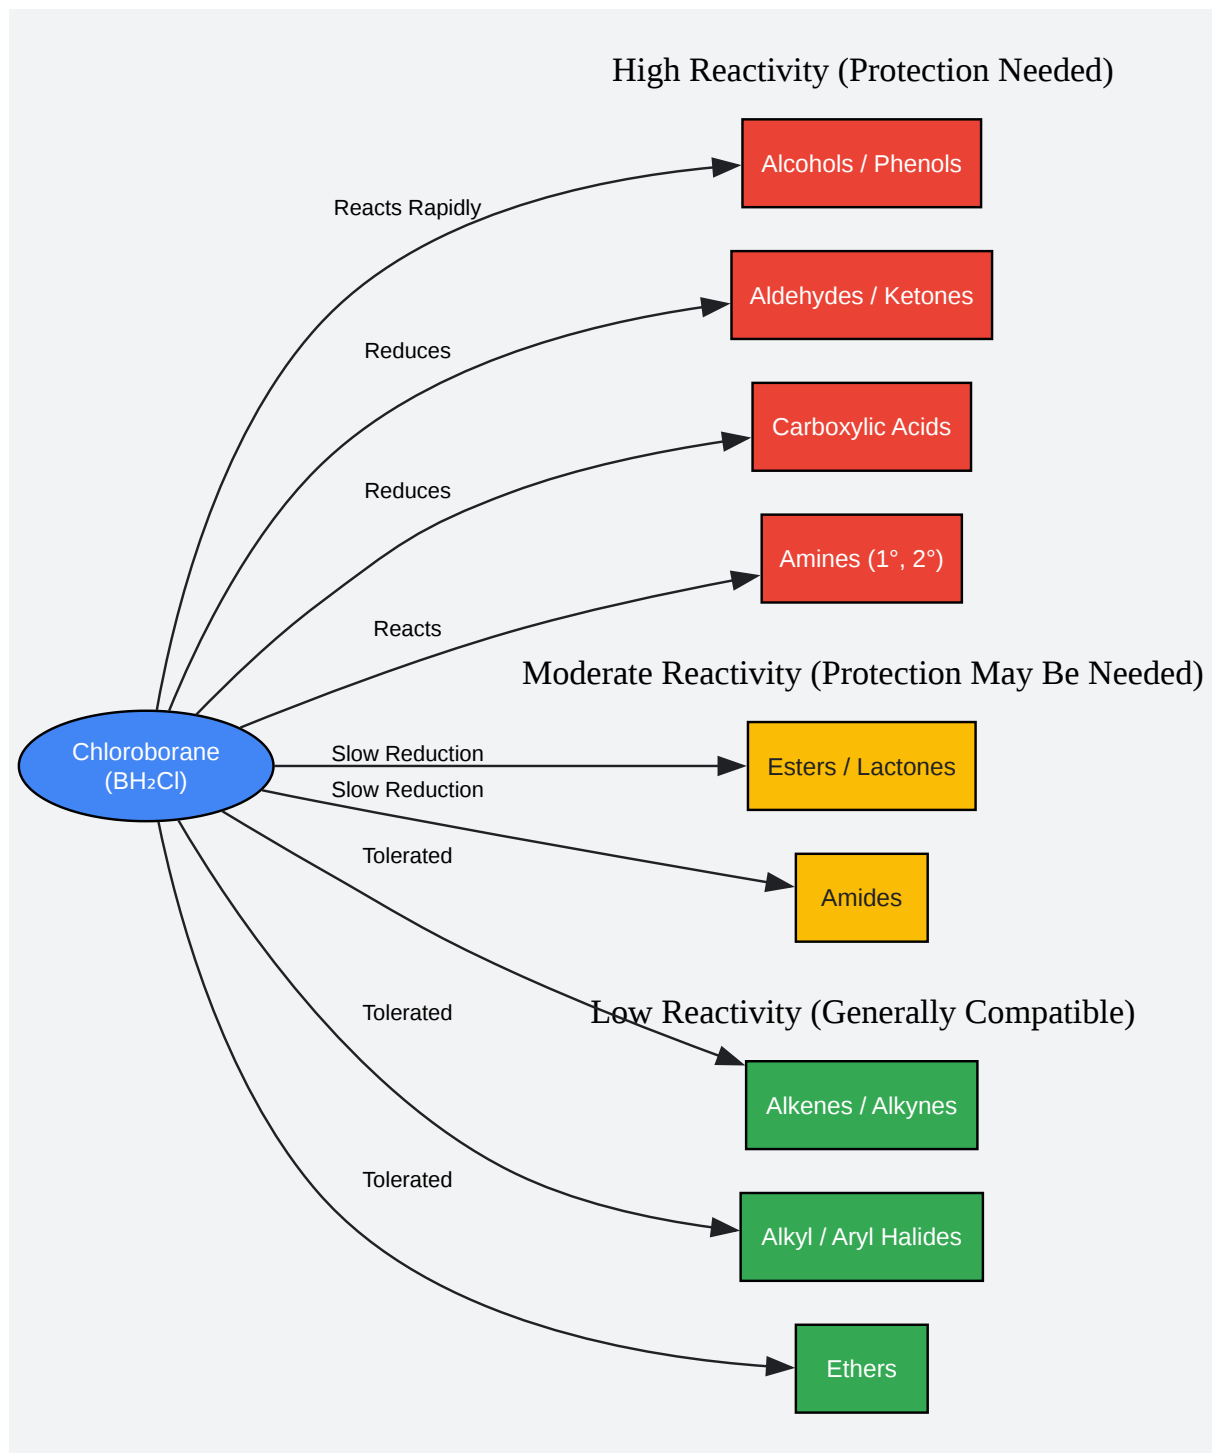 High Reactivity (Protection Needed)
Alcohols / Phenols
Reacts Rapidly
Aldehydes / Ketones
Reduces
Carboxylic Acids
Reduces
Amines (1°, 2°)
Reacts
Moderate Reactivity (Protection May Be Needed)
Chloroborane
(BH₂Cl)
Slow Reduction
Esters / Lactones
Slow Reduction
Tolerated
Amides
Low Reactivity (Generally Compatible)
Tolerated
Alkenes / Alkynes
Tolerated
Alkyl / Aryl Halides
Ethers